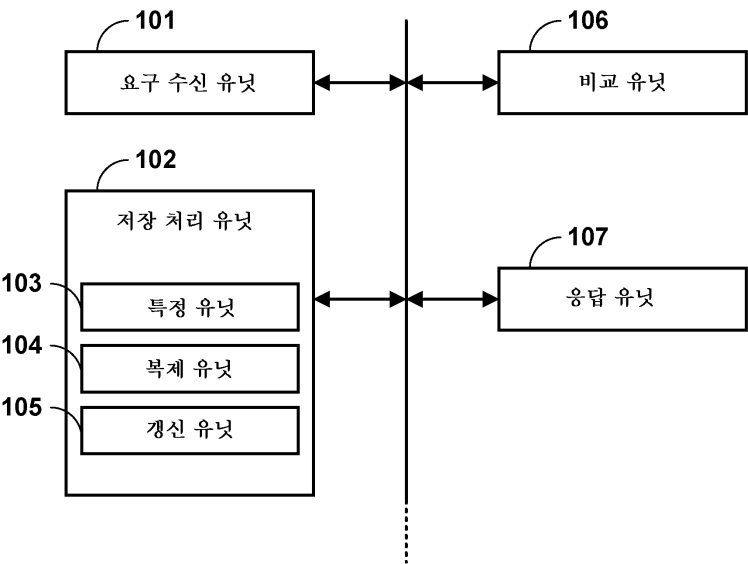 101
요구 수신 유닛
106
비교 유닛
102
저장 처리 유닛
103
특정 유닛
104
복제 유닛
105
갱신 유닛
107
응답 유닛